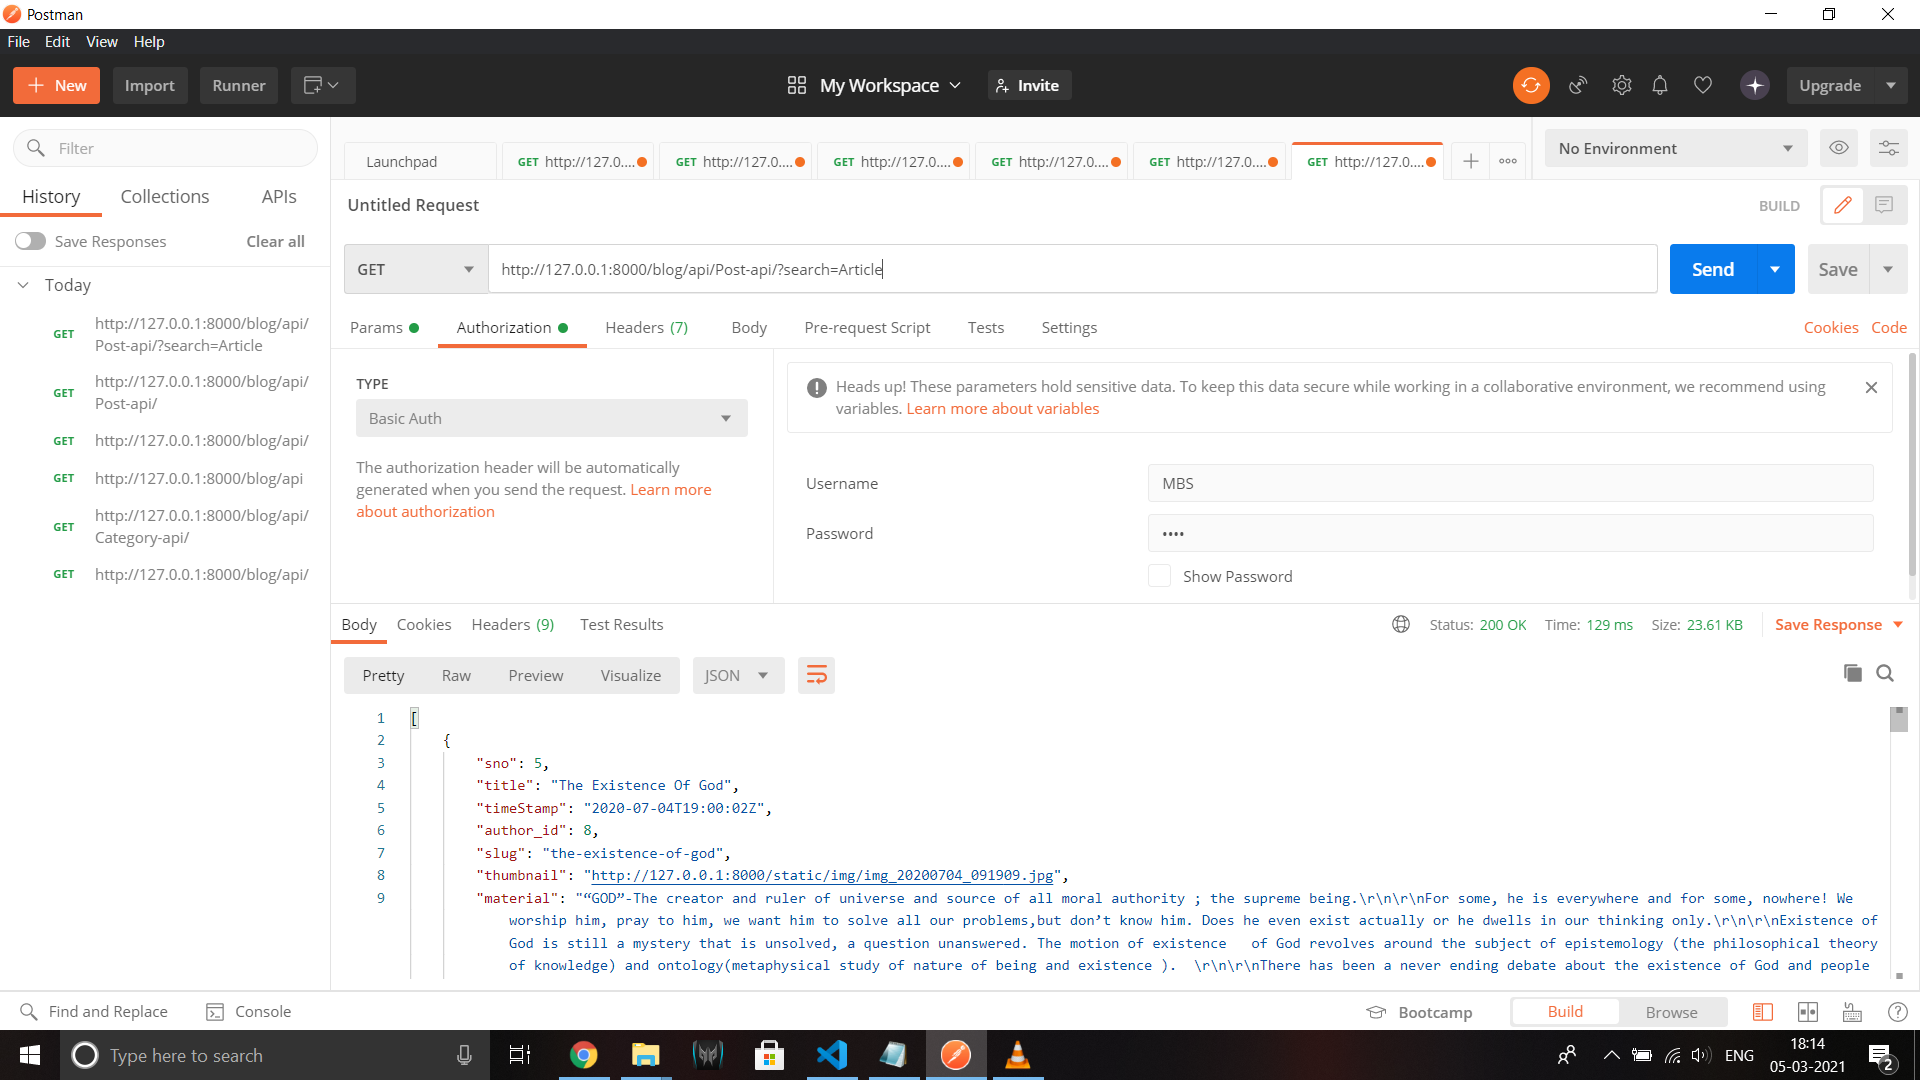 Postman
File Edit View Help
New Import Runner My Workspace Invite Upgrade
Filter
Launchpad GET http://127.0.... GET http://127.0.... GET http://127.0.... GET http://127.0.... GET http://127.0.... GET http://127.0.... No Environment
History Collections APIs
Untitled Request BUILD
Save Responses Clear all
GET http://127.0.0.1:8000/blog/api/Post-api/?search=Article Send Save
Today
GET http://127.0.0.1:8000/blog/api/
Post-api/?search=Article
GET http://127.0.0.1:8000/blog/api/
Post-api/
GET http://127.0.0.1:8000/blog/api/
GET http://127.0.0.1:8000/blog/api
GET http://127.0.0.1:8000/blog/api/
Category-api/
GET http://127.0.0.1:8000/blog/api/
Params Authorization Headers (7) Body Pre-request Script Tests Settings Cookies Code
TYPE
Basic Auth
The authorization header will be automatically
generated when you send the request. Learn more
about authorization
Heads up! These parameters hold sensitive data. To keep this data secure while working in a collaborative environment, we recommend using
variables. Learn more about variables
Username MBS
Password ••••
Show Password
Body Cookies Headers (9) Test Results Status: 200 OK Time: 129 ms Size: 23.61 KB Save Response
Pretty Raw Preview Visualize JSON
1 [
2 {
3 "sno": 5,
4 "title": "The Existence Of God",
5 "timeStamp": "2020-07-04T19:00:02Z",
6 "author_id": 8,
7 "slug": "the-existence-of-god",
8 "thumbnail": "http://127.0.0.1:8000/static/img/img_20200704_091909.jpg",
9 "material": "“GOD”-The creator and ruler of universe and source of all moral authority ; the supreme being.\r\n\r\nFor some, he is everywhere and for some, nowhere! We
worship him, pray to him, we want him to solve all our problems,but don’t know him. Does he even exist actually or he dwells in our thinking only.\r\n\r\nExistence of
God is still a mystery that is unsolved, a question unanswered. The motion of existence   of God revolves around the subject of epistemology (the philosophical theory
of knowledge) and ontology(metaphysical study of nature of being and existence ).  \r\n\r\nThere has been a never ending debate about the existence of God and people
Find and Replace Console Bootcamp Build Browse
Type here to search ENG 18:14
05-03-2021 2